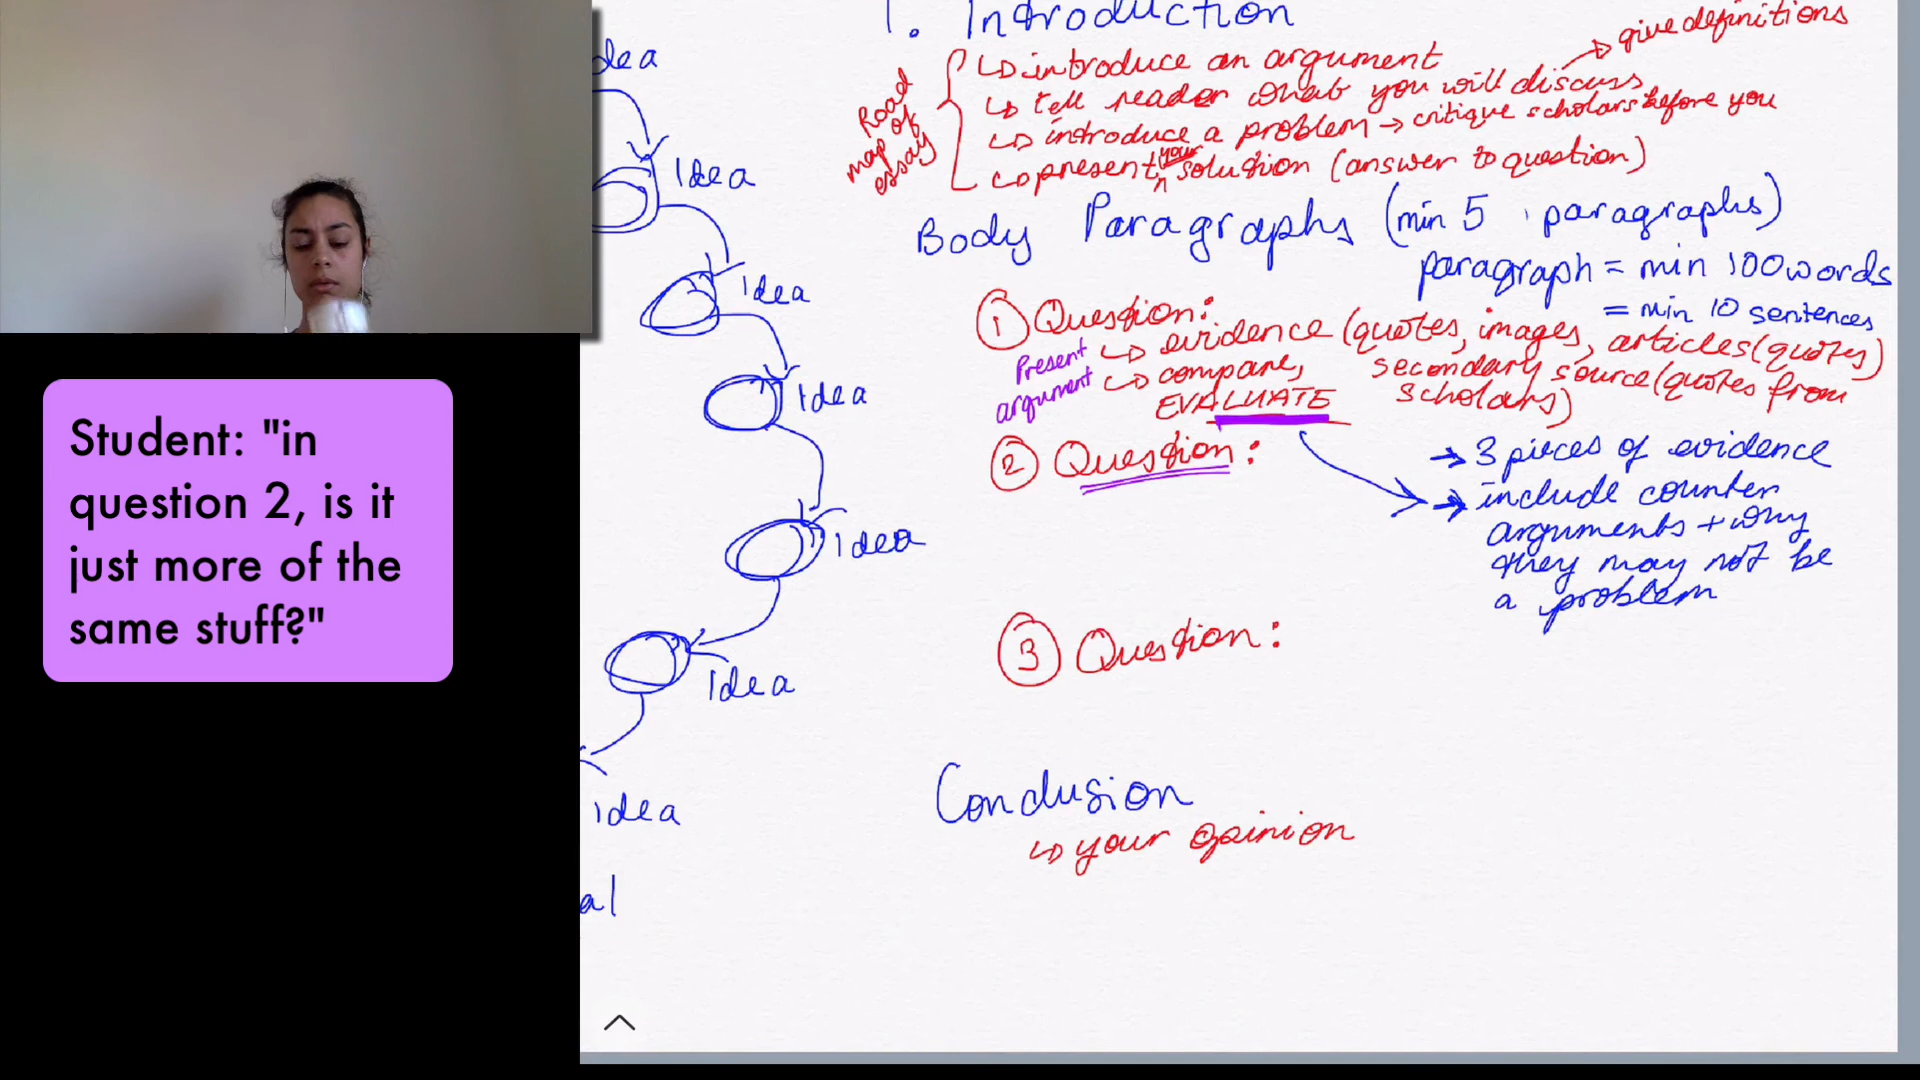 Student: "in
question 2, is it
just more of the
same stuff?"
dea
Idea
Idea
Idea
Idea
Idea
idea
al
1. Introduction
Road
map of
essay
↳ introduce an argument
↳ tell reader what you will discuss → give definitions
↳ introduce a problem → critique scholars before you
↳ present your solution (answer to question)
Body Paragraphs (min 5 paragraphs)
paragraph = min 100 words
= min 10 sentences
① Question:
Present
argument
↳ evidence (quotes, images, articles (quotes)
secondary source (quotes from
scholars)
↳ compare,
EVALUATE
→ 3 pieces of evidence
→ include counter
arguments + why
they may not be
a problem
② Question:
③ Question:
Conclusion
↳ your opinion